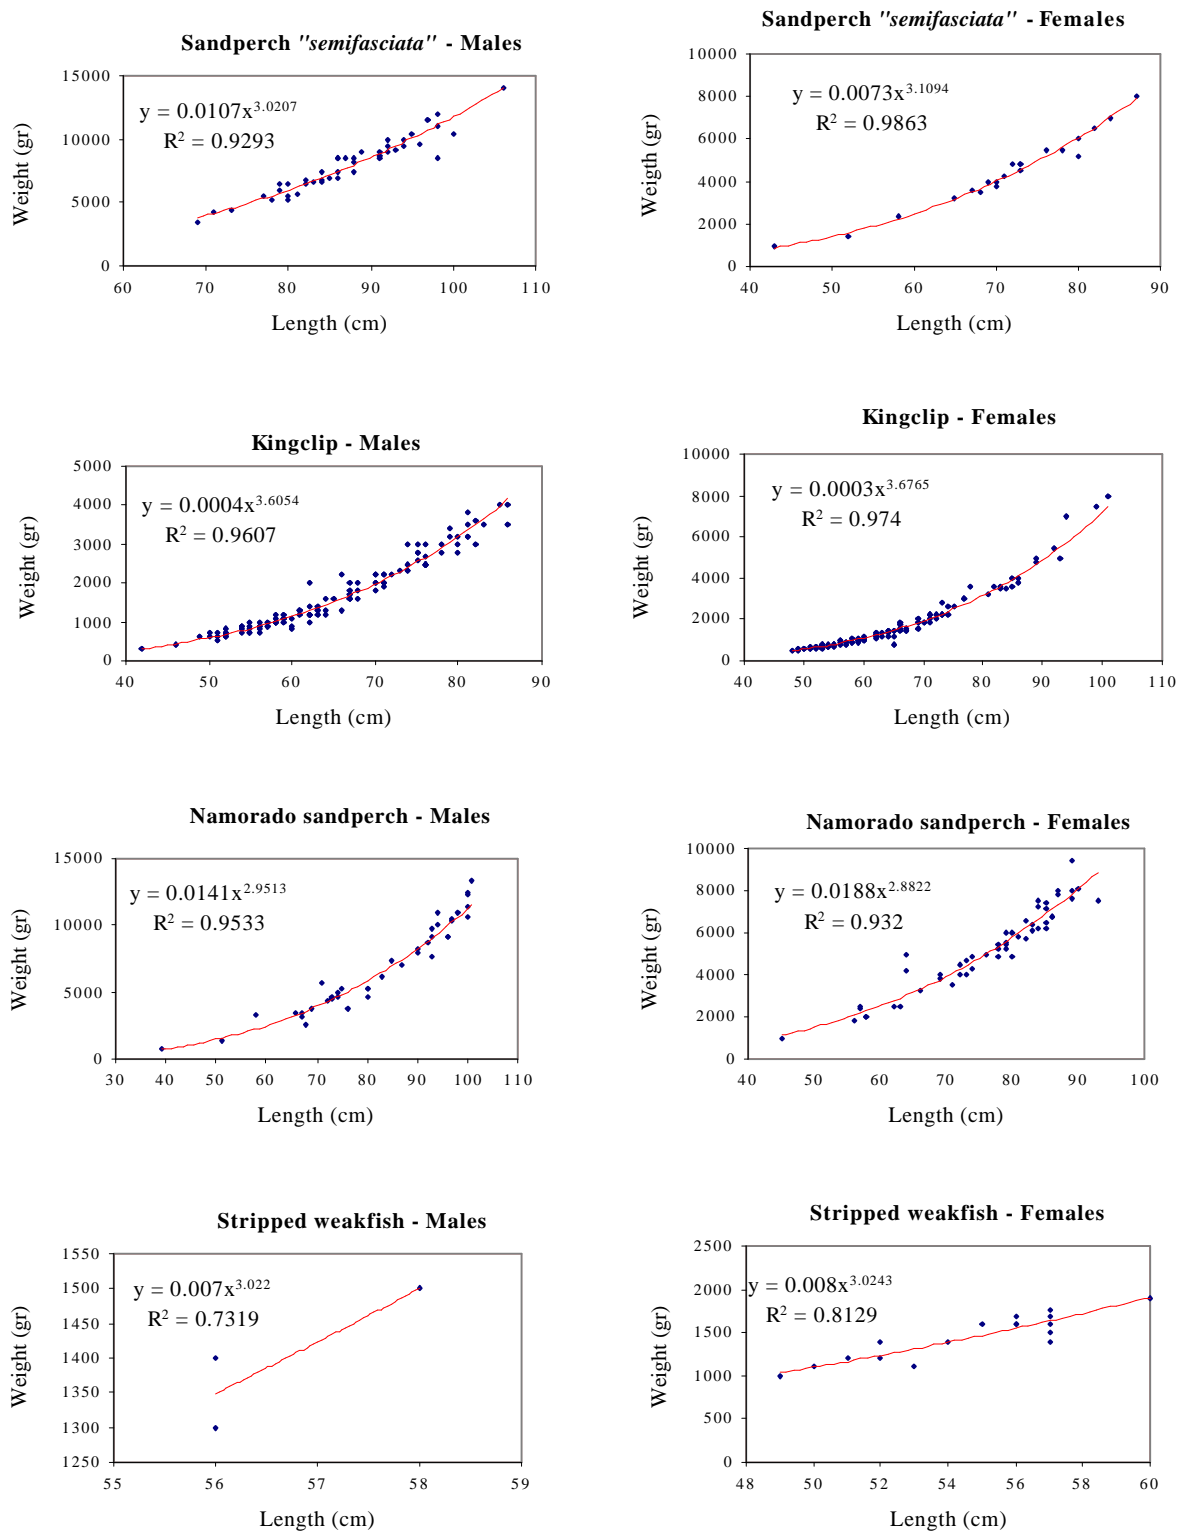 Sandperch "semifasciata" - Males
Weight (gr)
15000
10000
5000
0
y = 0.0107x^3.0207
R² = 0.9293
60 70 80 90 100 110
Length (cm)
Sandperch "semifasciata" - Females
Weigth (gr)
10000
8000
6000
4000
2000
0
y = 0.0073x^3.1094
R² = 0.9863
40 50 60 70 80 90
Length (cm)
Kingclip - Males
Weight (gr)
5000
4000
3000
2000
1000
0
y = 0.0004x^3.6054
R² = 0.9607
40 50 60 70 80 90
Length (cm)
Kingclip - Females
Weight (gr)
10000
8000
6000
4000
2000
0
y = 0.0003x^3.6765
R² = 0.974
40 50 60 70 80 90 100 110
Length (cm)
Namorado sandperch - Males
Weight (gr)
15000
10000
5000
0
y = 0.0141x^2.9513
R² = 0.9533
30 40 50 60 70 80 90 100 110
Length (cm)
Namorado sandperch - Females
Weight (gr)
10000
8000
6000
4000
2000
0
y = 0.0188x^2.8822
R² = 0.932
40 50 60 70 80 90 100
Length (cm)
Stripped weakfish - Males
Weight (gr)
1550
1500
1450
1400
1350
1300
1250
y = 0.007x^3.022
R² = 0.7319
55 56 57 58 59
Length (cm)
Stripped weakfish - Females
Weight (gr)
2500
2000
1500
1000
500
0
y = 0.008x^3.0243
R² = 0.8129
48 50 52 54 56 58 60
Length (cm)